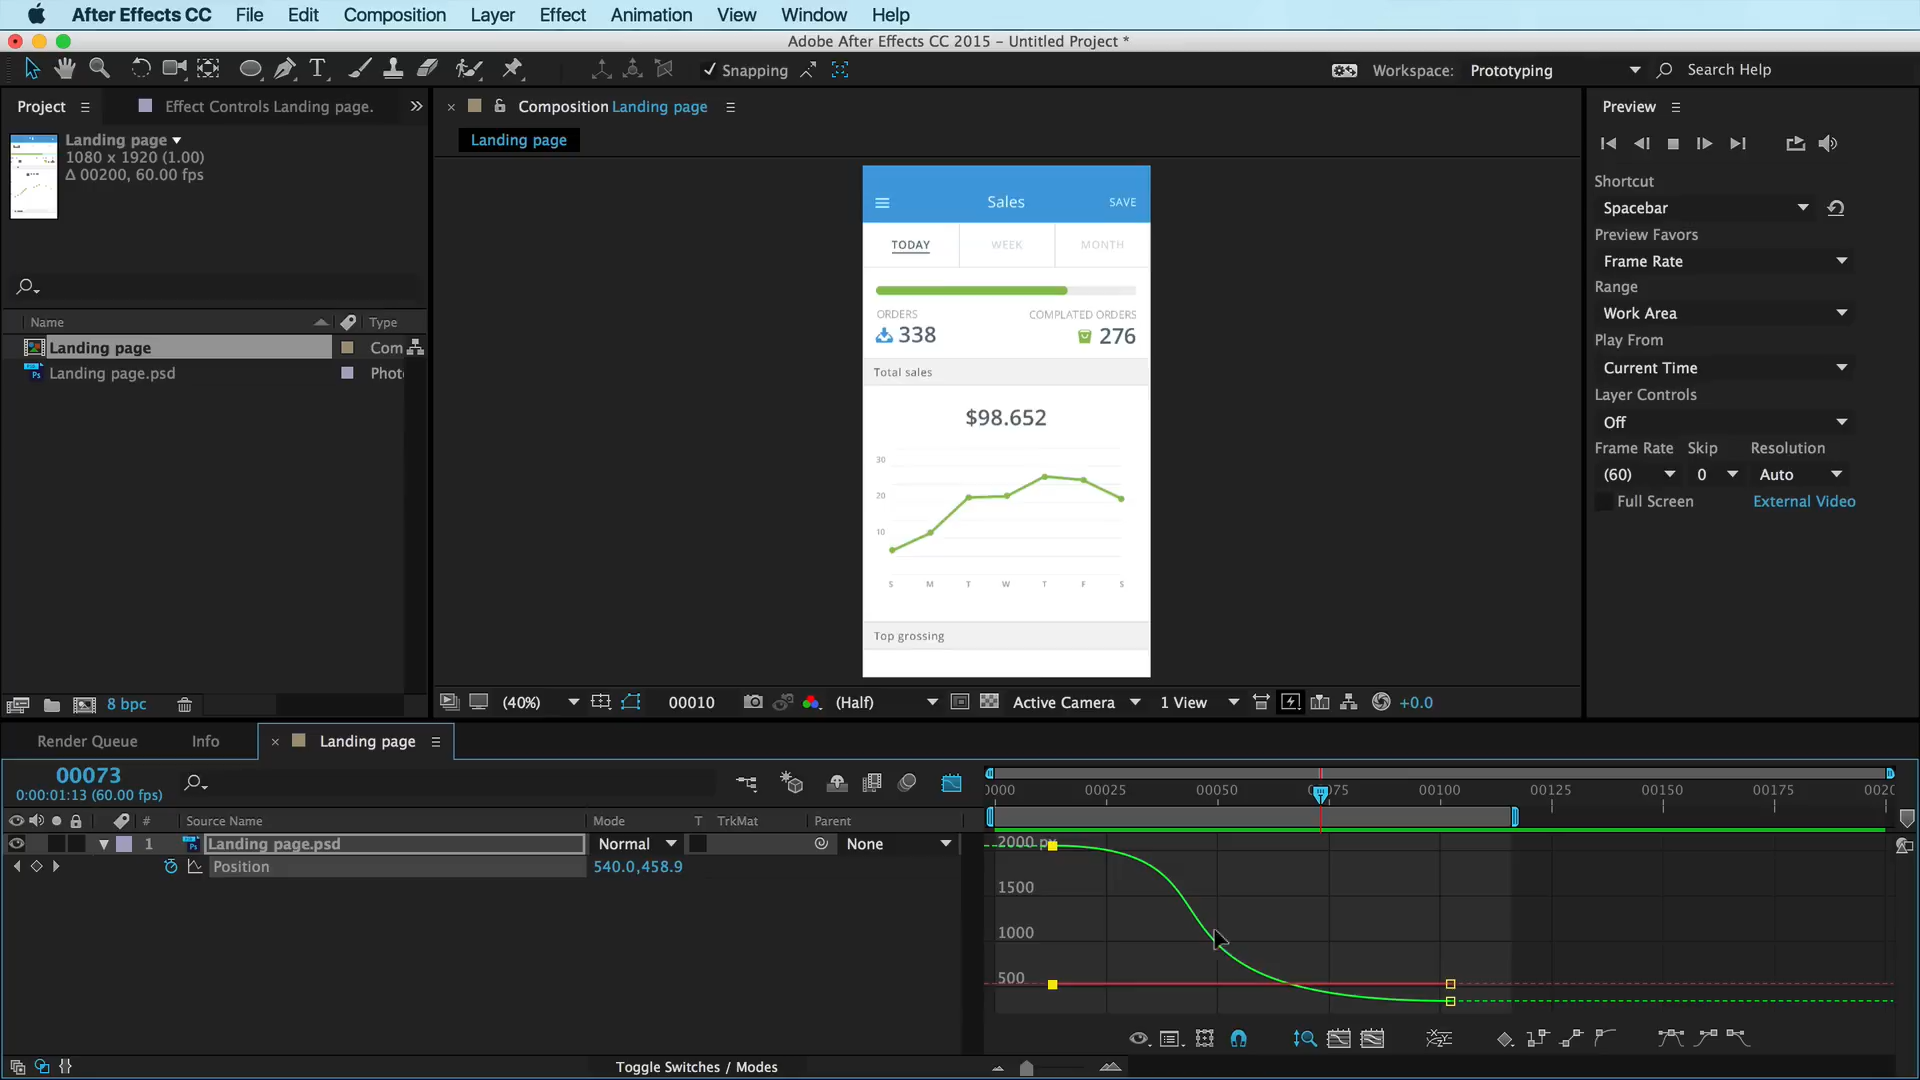 After Effects CC File Edit Composition Layer Effect Animation View Window Help
Adobe After Effects CC 2015 – Untitled Project *
Snapping Workspace: Prototyping Search Help
Project Effect Controls Landing page.
Landing page
1080 x 1920 (1.00)
Δ 00200, 60.00 fps
Name Type
Landing page Com
Landing page.psd Phot
8 bpc
Composition Landing page
Landing page
Sales SAVE
TODAY WEEK MONTH
ORDERS COMPLATED ORDERS
338 276
Total sales
$98.652
30
20
10
S M T W T F S
Top grossing
(40%) 00010 (Half) Active Camera 1 View +0.0
Preview
Shortcut
Spacebar
Preview Favors
Frame Rate
Range
Work Area
Play From
Current Time
Layer Controls
Off
Frame Rate Skip Resolution
(60) 0 Auto
Full Screen External Video
Render Queue Info Landing page
00073
0:00:01:13 (60.00 fps)
# Source Name Mode T TrkMat Parent
1 Landing page.psd Normal None
Position 540.0,458.9
00025 00050 00100 00125 00150 00175
2000 px
1500
1000
500
Toggle Switches / Modes